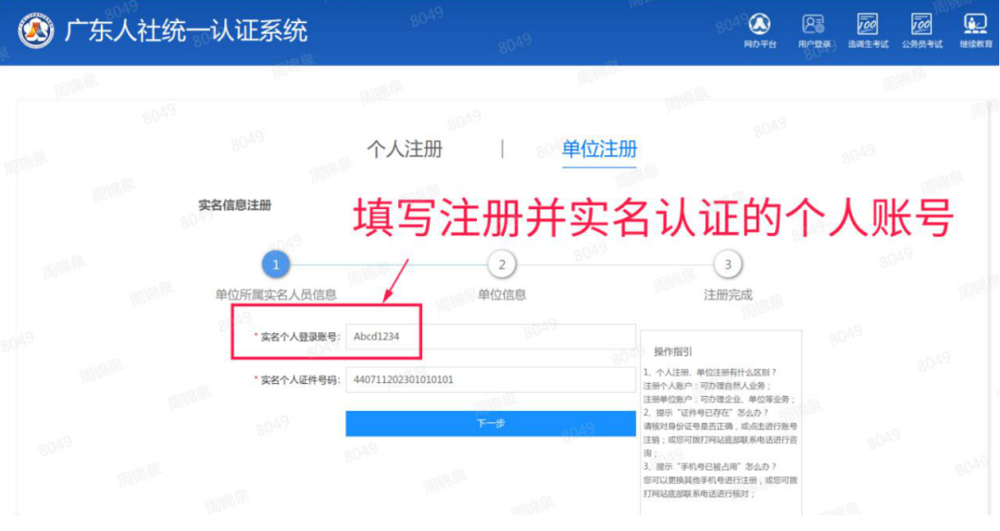 广东人社统一认证系统
网办平台 用户登录 选调生考试 公务员考试 继续教育
个人注册 | 单位注册
实名信息注册
填写注册并实名认证的个人账号
1 2 3
单位所属实名人员信息 单位信息 注册完成
* 实名个人登录账号: Abcd1234
* 实名个人证件号码: 440711202301010101
下一步
操作指引
1、个人注册、单位注册有什么区别?
注册个人账户:可办理自然人业务;
注册单位账户:可办理企业、单位等业务;
2、提示“证件号已存在”怎么办?
请核对身份证号是否正确,或点击进行账号
注销;或您可拨打网站底部联系电话进行咨
询;
3、提示“手机号已被占用”怎么办?
您可以更换其他手机号进行注册,或您可拨
打网站底部联系电话进行核对;
周锦泉
8049